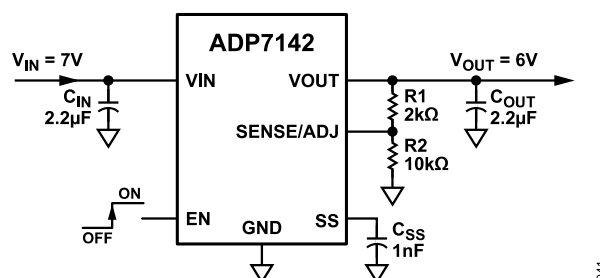 ADP7142
V_IN = 7V
VIN
VOUT
V_OUT = 6V
C_IN
2.2µF
R1
2kΩ
C_OUT
2.2µF
SENSE/ADJ
R2
10kΩ
ON
OFF
EN
GND
SS
C_SS
1nF